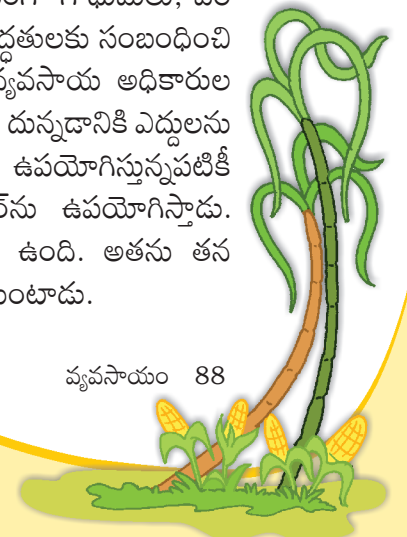 ద్ధతులకు సంబంధించి
వ్యవసాయ అధికారుల
దున్నడానికి ఎద్దులను
ఉపయోగిస్తున్నపటికీ
ను ఉపయోగిస్తాడు.
ఉంది. అతను తన
వ్యవసాయం 88